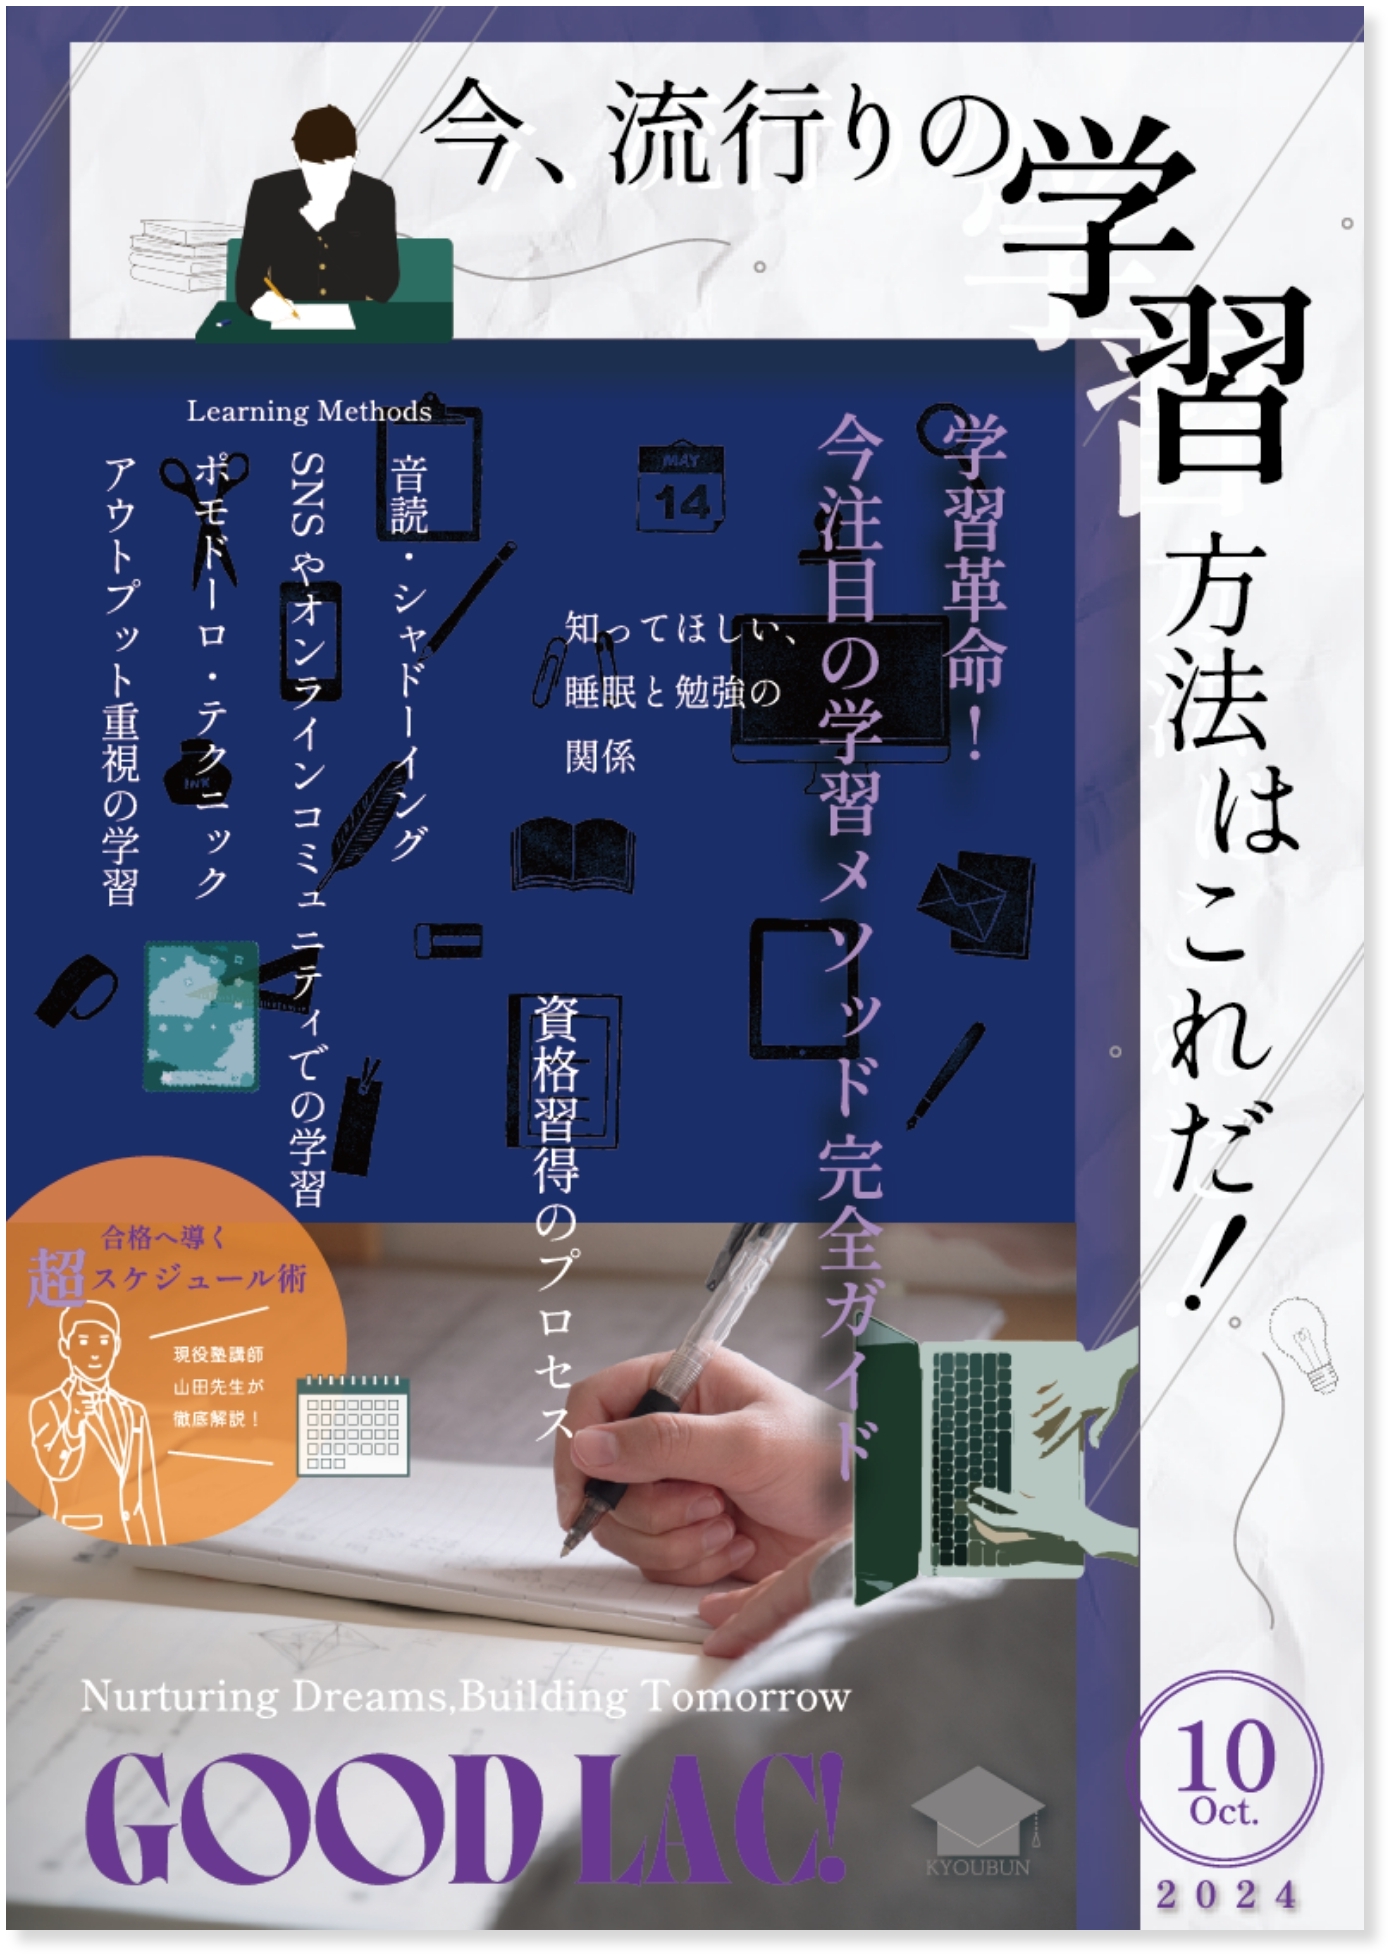 今、流行りの学習方法はこれだ！
学習革命！
今注目の学習メソッド完全ガイド
Learning Methods
音読・シャドーイング
SNSやオンラインコミュニティでの学習
ポモドーロ・テクニック
アウトプット重視の学習
MAY
14
知ってほしい、
睡眠と勉強の
関係
INK
資格習得のプロセス
合格へ導く
超スケジュール術
現役塾講師
山田先生が
徹底解説！
Nurturing Dreams,Building Tomorrow
GOOD LAC!
KYOUBUN
10
Oct.
2024